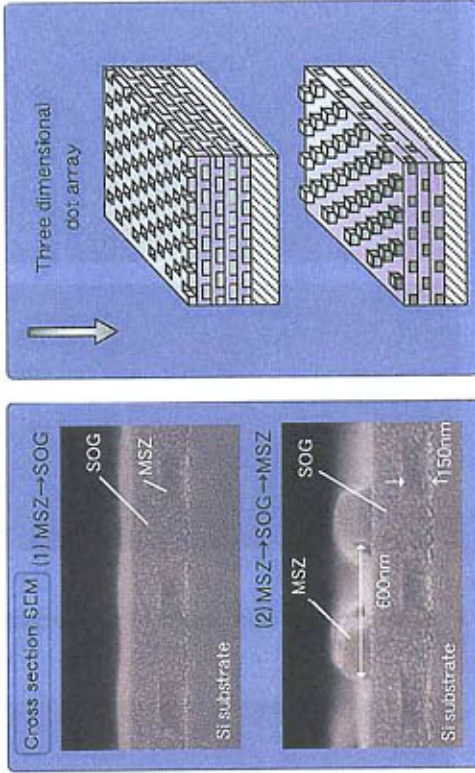 Cross section SEM
(1) MSZ→SOG
SOG
MSZ
Si substrate
(2) MSZ→SOG→MSZ
MSZ
SOG
600nm
150nm
Si substrate
Three dimensional
dot array